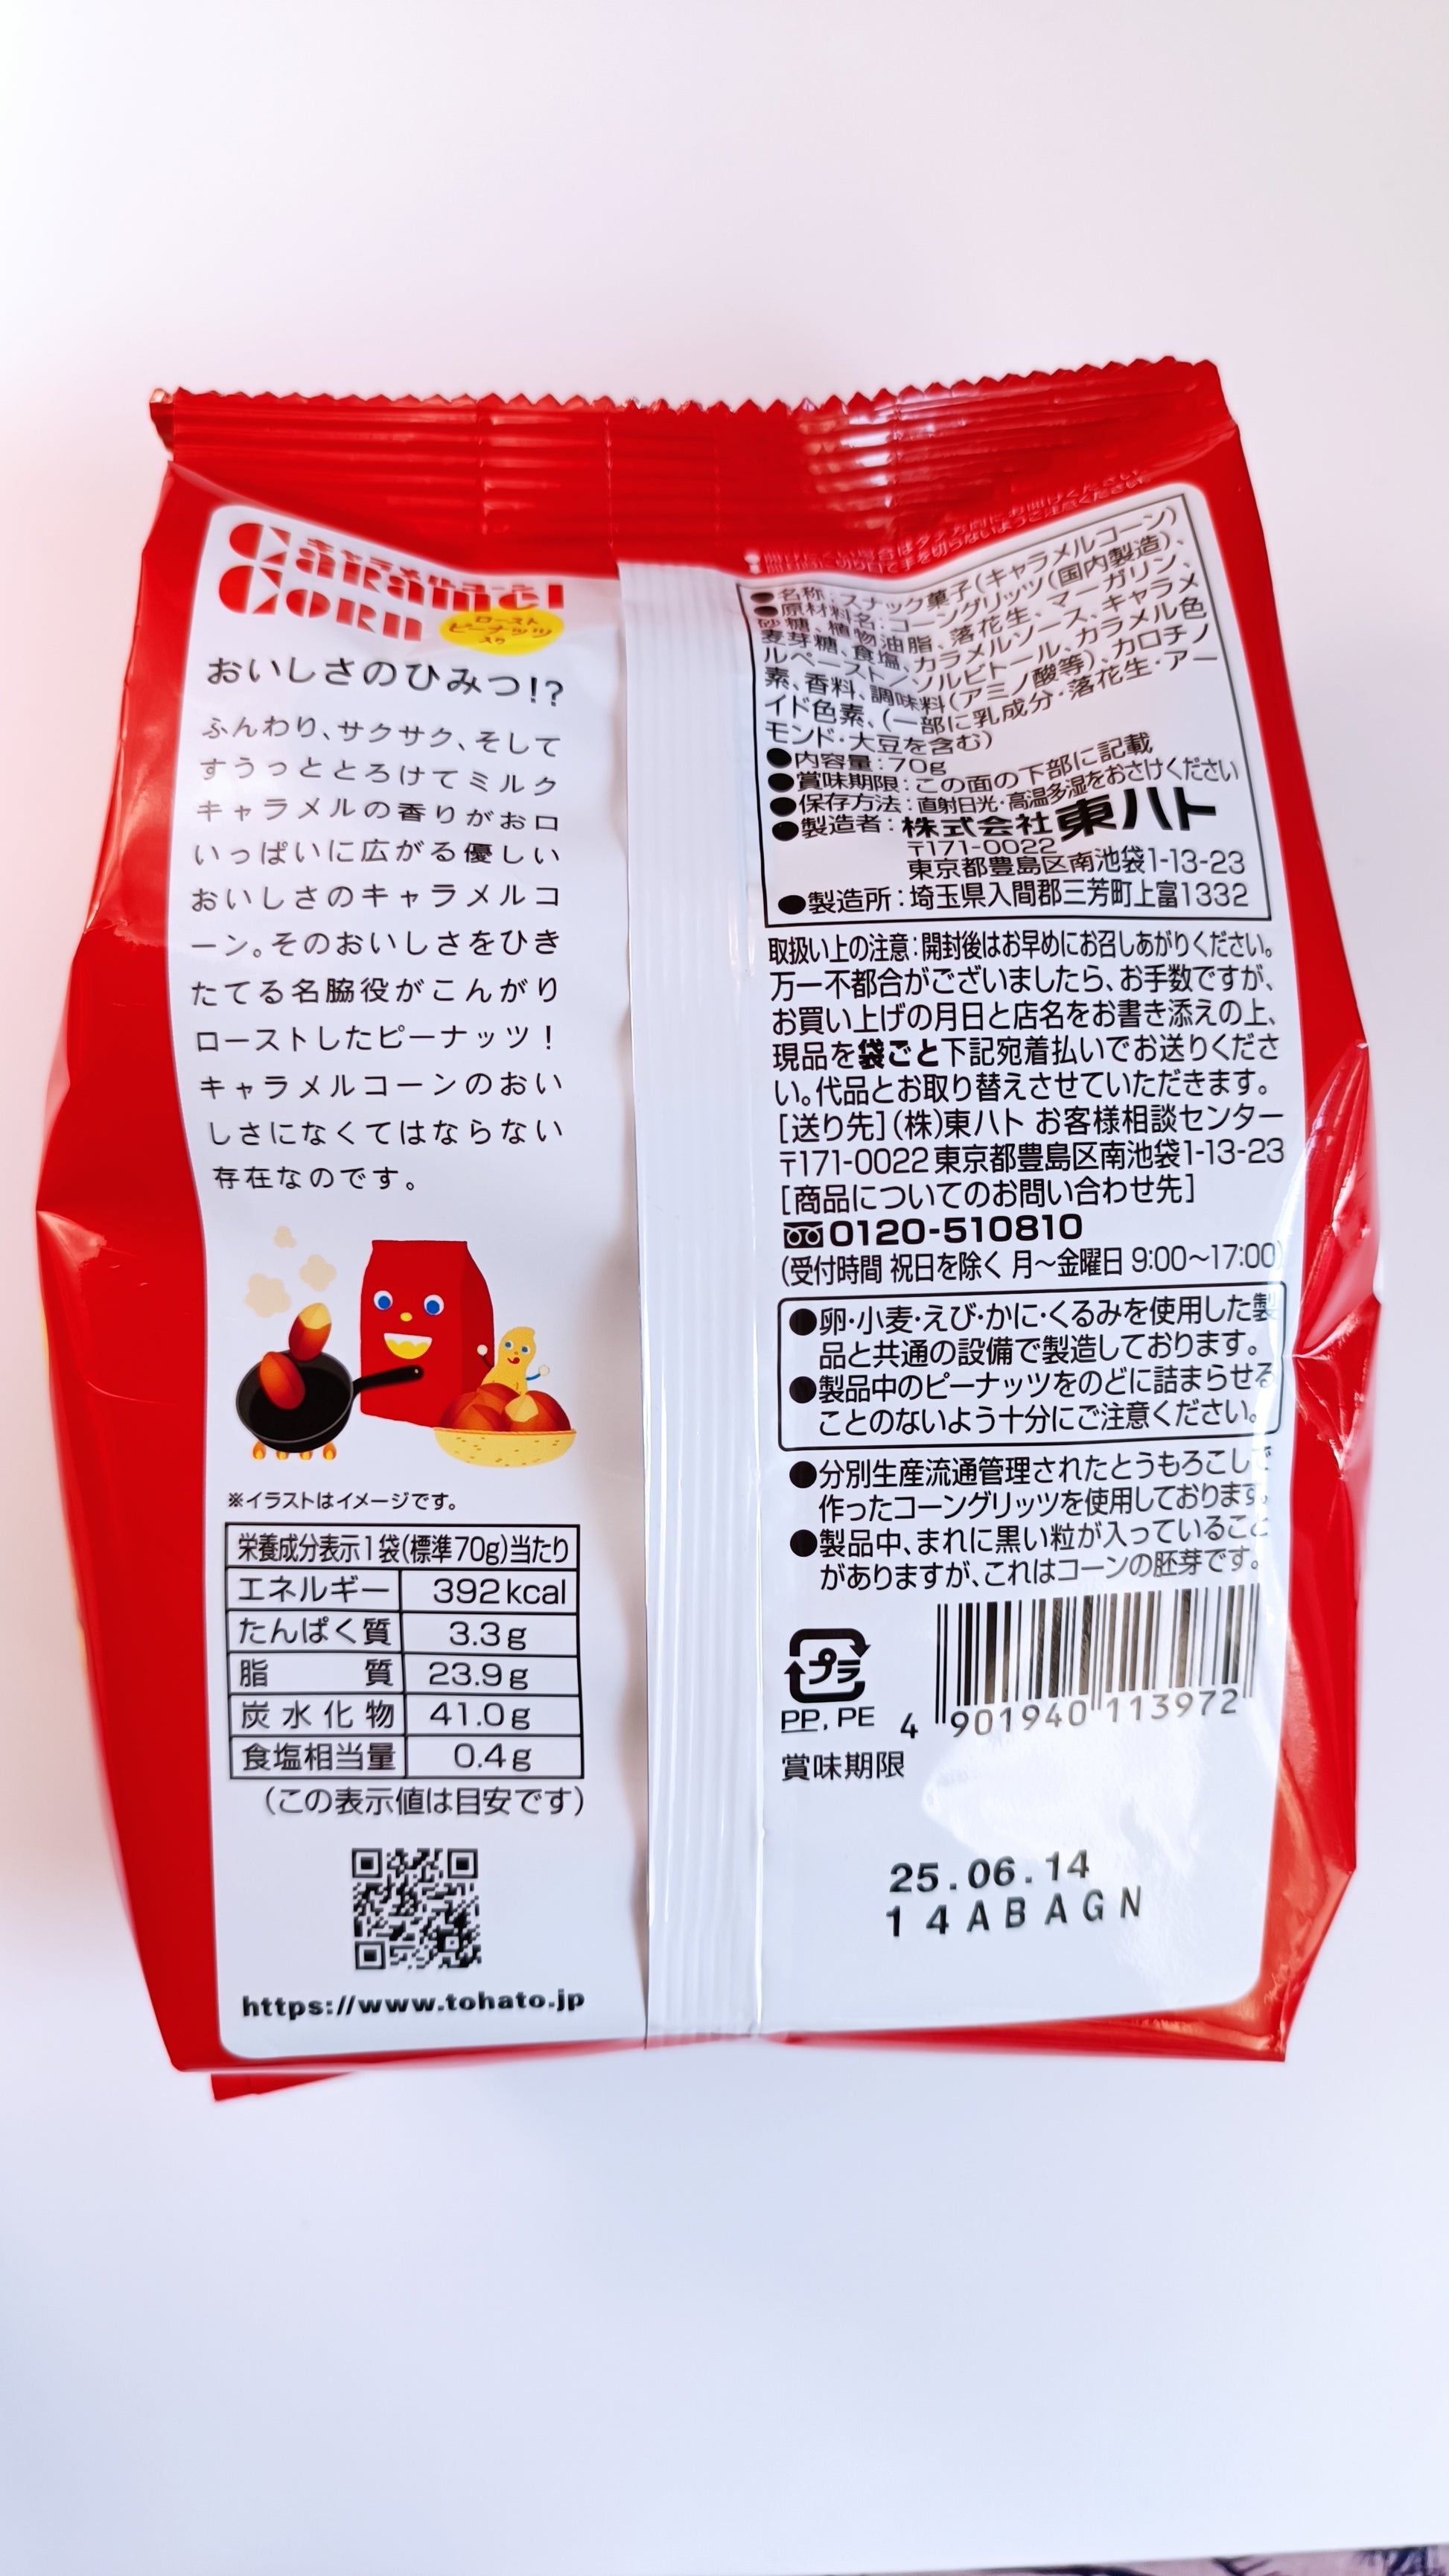 キャラメルコーン
Caramel
Corn
ロースト
ピーナッツ
入り
おいしさのひみつ!?
ふんわり、サクサク、そして
すうっととろけてミルク
キャラメルの香りがお口
いっぱいに広がる優しい
おいしさのキャラメルコ
ーン。そのおいしさをひき
たてる名脇役がこんがり
ローストしたピーナッツ!
キャラメルコーンのおい
しさになくてはならない
存在なのです。
※イラストはイメージです。
栄養成分表示1袋(標準70g)当たり
エネルギー 392kcal
たんぱく質 3.3g
脂質 23.9g
炭水化物 41.0g
食塩相当量 0.4g
(この表示値は目安です)
https://www.tohato.jp
●名称:スナック菓子(キャラメルコーン)
●原材料名:コーングリッツ(国内製造)、
砂糖、植物油脂、落花生、マーガリン、
麦芽糖、食塩、カラメルソース、キャラメ
ルペースト/ソルビトール、カラメル色
素、香料、調味料(アミノ酸等)、カロチノ
イド色素、(一部に乳成分・落花生・アー
モンド・大豆を含む)
●内容量:70g
●賞味期限:この面の下部に記載
●保存方法:直射日光・高温多湿をおさけください
●製造者:株式会社東ハト
〒171-0022
東京都豊島区南池袋1-13-23
●製造所:埼玉県入間郡三芳町上富1332
取扱い上の注意:開封後はお早めにお召しあがりください。
万一不都合がございましたら、お手数ですが、
お買い上げの月日と店名をお書き添えの上、
現品を袋ごと下記宛着払いでお送りくださ
い。代品とお取り替えさせていただきます。
[送り先](株)東ハト お客様相談センター
〒171-0022 東京都豊島区南池袋1-13-23
[商品についてのお問い合わせ先]
0120-510810
(受付時間 祝日を除く 月〜金曜日 9:00〜17:00)
●卵・小麦・えび・かに・くるみを使用した製
品と共通の設備で製造しております。
●製品中のピーナッツをのどに詰まらせる
ことのないよう十分にご注意ください。
●分別生産流通管理されたとうもろこしで
作ったコーングリッツを使用しております。
●製品中、まれに黒い粒が入っていること
がありますが、これはコーンの胚芽です。
プラ
PP, PE
4 901940 113972
賞味期限
25.06.14
14ABAGN